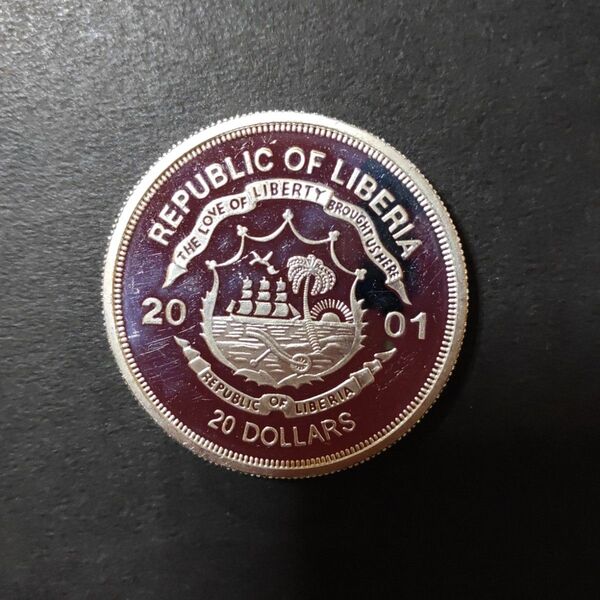 REPUBLIC OF LIBERIA
THE LOVE OF LIBERTY BROUGHT US HERE
20 01
REPUBLIC OF LIBERIA
20 DOLLARS